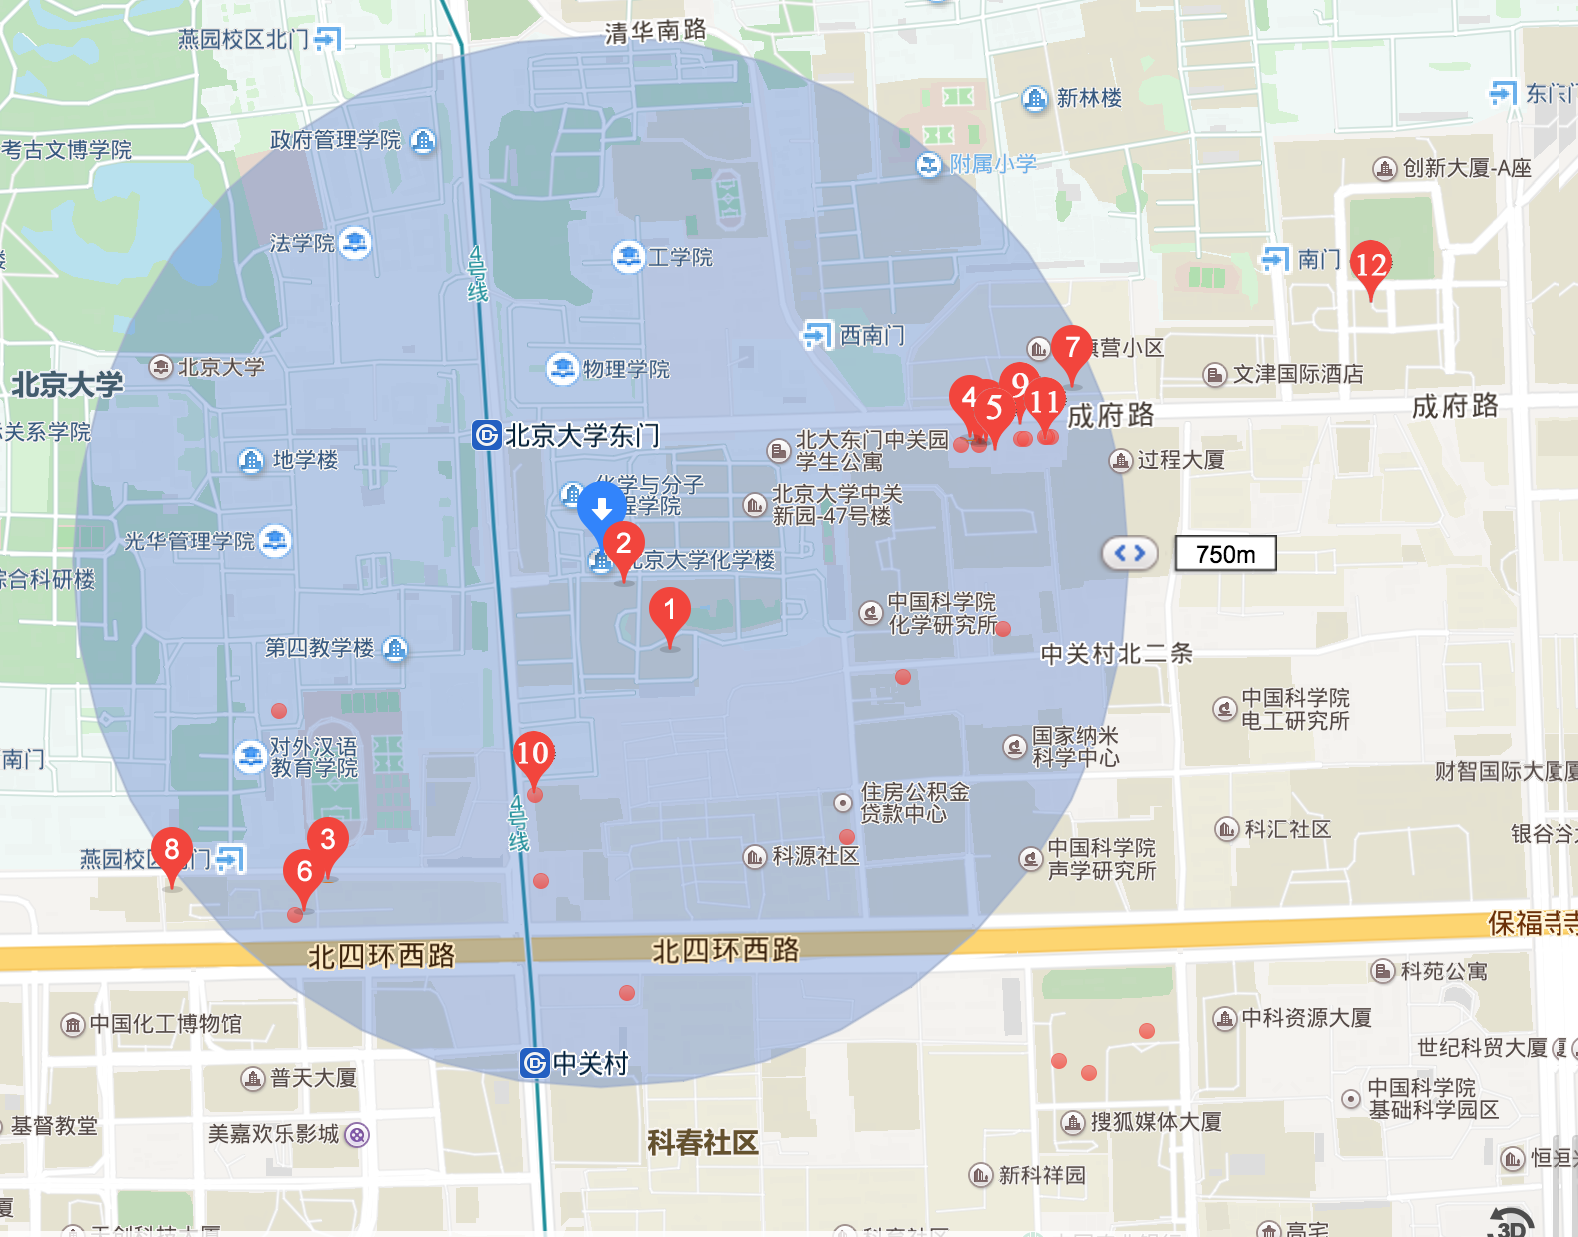 清华南路
燕园校区北门
新林楼
东门
政府管理学院
考古文博学院
附属小学
创新大厦-A座
法学院
4号线
工学院
南门
12
西南门
7
营小区
北京大学
物理学院
文津国际酒店
北京大学
4
5
9
11
成府路
成府路
关系学院
北京大学东门
北大东门中关园
学生公寓
地学楼
过程大厦
化学与分子
程学院
北京大学中关
新园-47号楼
光华管理学院
2
北京大学化学楼
750m
综合科研楼
1
中国科学院
化学研究所
第四教学楼
中关村北二条
中国科学院
电工研究所
对外汉语
教育学院
南门
10
国家纳米
科学中心
财智国际大厦
4号线
住房公积金
贷款中心
科汇社区
银谷
3
8
6
燕园校区
门
科源社区
中国科学院
声学研究所
保福寺
北四环西路
北四环西路
科苑公寓
中国化工博物馆
中科资源大厦
中关村
世纪科贸大厦
普天大厦
中国科学院
基础科学园区
基督教堂
美嘉欢乐影城
搜狐媒体大厦
科春社区
恒
新科祥园
厦
天创科技大厦
科育社区
高宅
3D